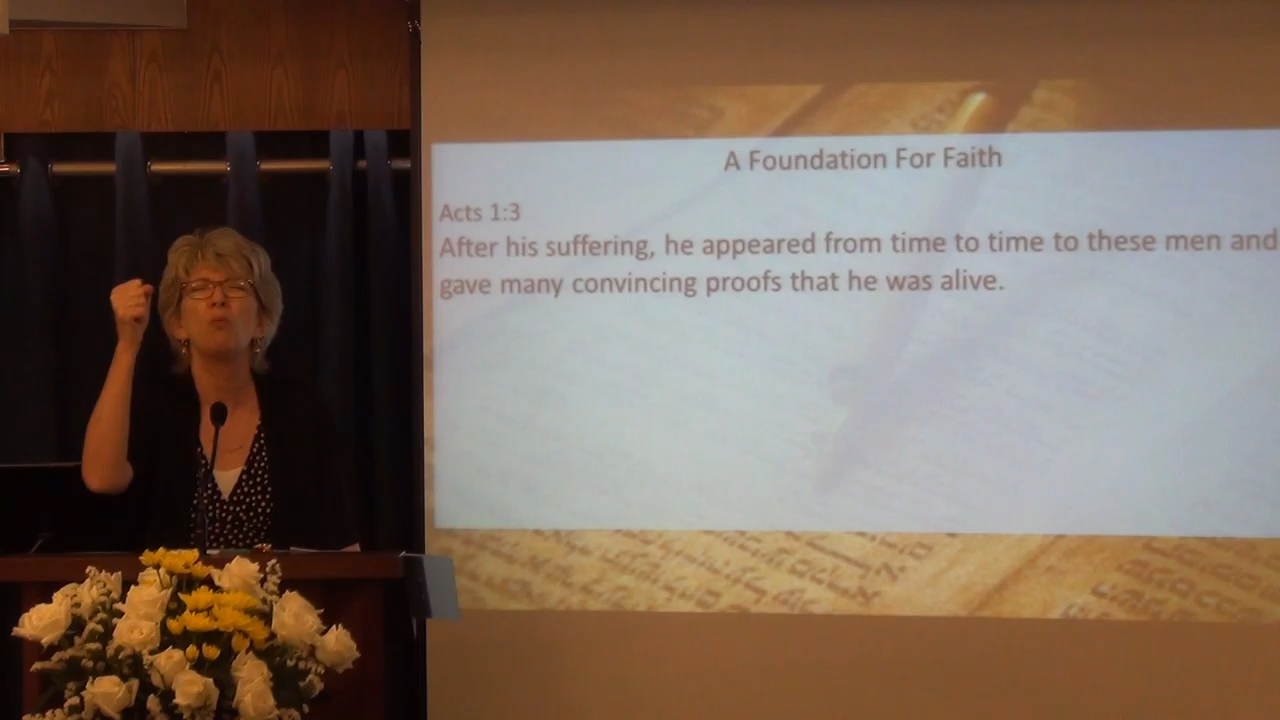 A Foundation For Faith
Acts 1:3
After his suffering, he appeared from time to time to these men and
gave many convincing proofs that he was alive.